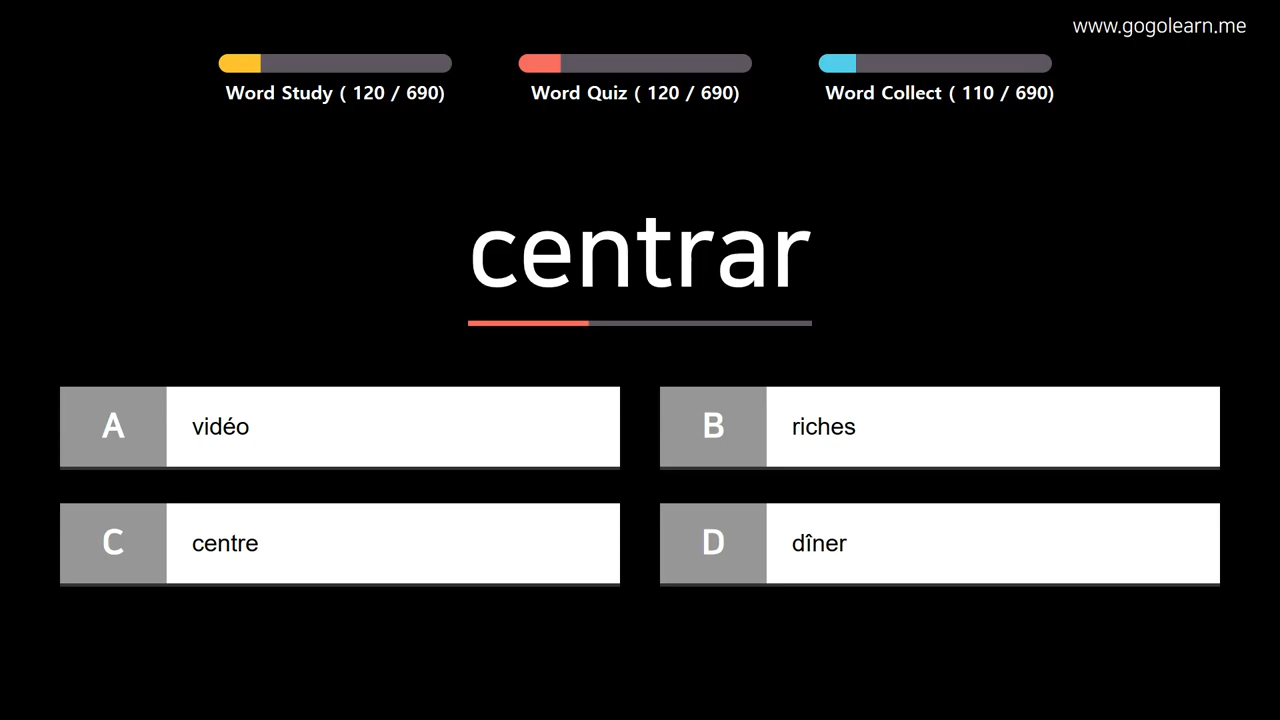 www.gogolearn.me
Word Study ( 120 / 690)
Word Quiz ( 120 / 690)
Word Collect ( 110 / 690)
centrar
A vidéo
B riches
C centre
D dîner